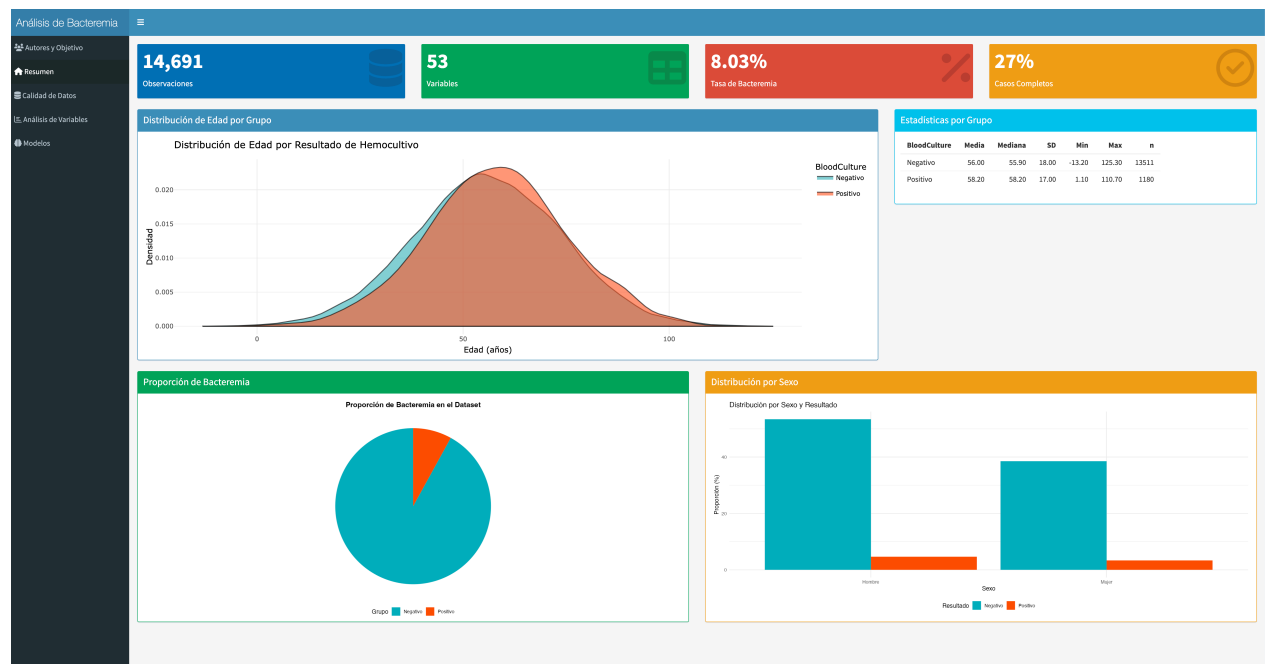 Análisis de Bacteremia
Autores y Objetivo
Resumen
Calidad de Datos
Análisis de Variables
Modelos
14,691
Observaciones
53
Variables
8.03%
Tasa de Bacteremia
27%
Casos Completos
Distribución de Edad por Grupo
Distribución de Edad por Resultado de Hemocultivo
BloodCulture
Negativo
Positivo
Densidad
0.020
0.015
0.010
0.005
0.000
0 50 100
Edad (años)
Estadísticas por Grupo
BloodCulture Media Mediana SD Min Max n
Negativo 56.00 55.90 18.00 -13.20 125.30 13511
Positivo 58.20 58.20 17.00 1.10 110.70 1180
Proporción de Bacteremia
Proporción de Bacteremia en el Dataset
Grupo Negativo Positivo
Distribución por Sexo
Distribución por Sexo y Resultado
Proporción (%)
40
20
0
Hombre Mujer
Sexo
Resultado Negativo Positivo